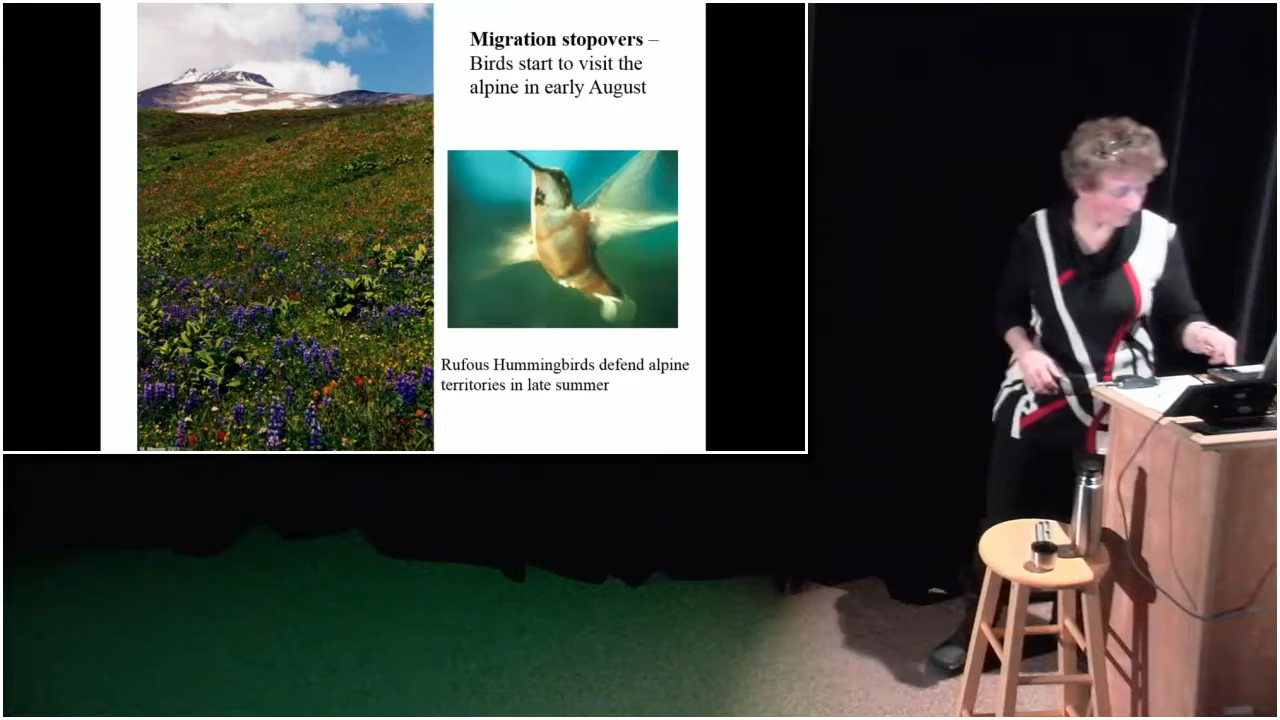 Migration stopovers –
Birds start to visit the
alpine in early August
Rufous Hummingbirds defend alpine
territories in late summer